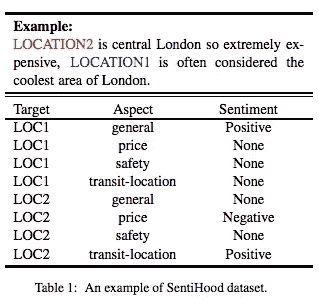 Example:
LOCATION2 is central London so extremely ex-
pensive, LOCATION1 is often considered the
coolest area of London.
Target Aspect Sentiment
LOC1 general Positive
LOC1 price None
LOC1 safety None
LOC1 transit-location None
LOC2 general None
LOC2 price Negative
LOC2 safety None
LOC2 transit-location Positive
Table 1: An example of SentiHood dataset.